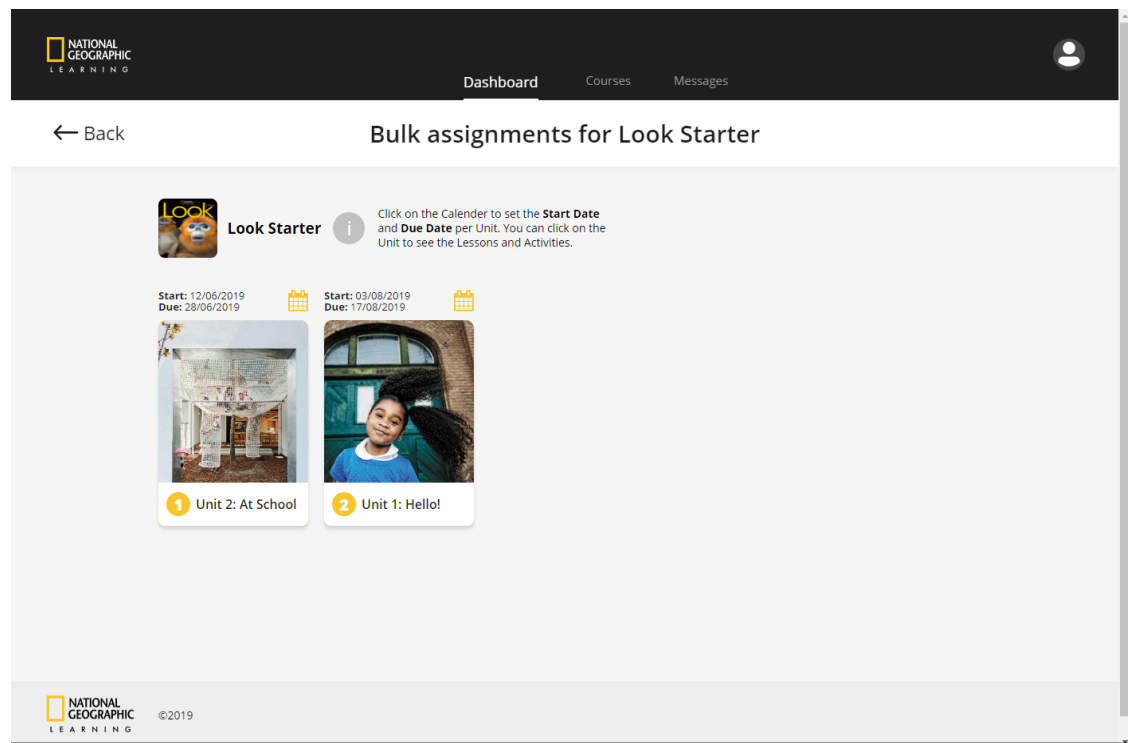 NATIONAL
GEOGRAPHIC
LEARNING
Dashboard
Courses
Messages
← Back
Bulk assignments for Look Starter
Look
Look Starter
i
Click on the Calender to set the Start Date
and Due Date per Unit. You can click on the
Unit to see the Lessons and Activities.
Start: 12/06/2019
Due: 28/06/2019
Start: 03/08/2019
Due: 17/08/2019
1 Unit 2: At School
2 Unit 1: Hello!
NATIONAL
GEOGRAPHIC
LEARNING
©2019